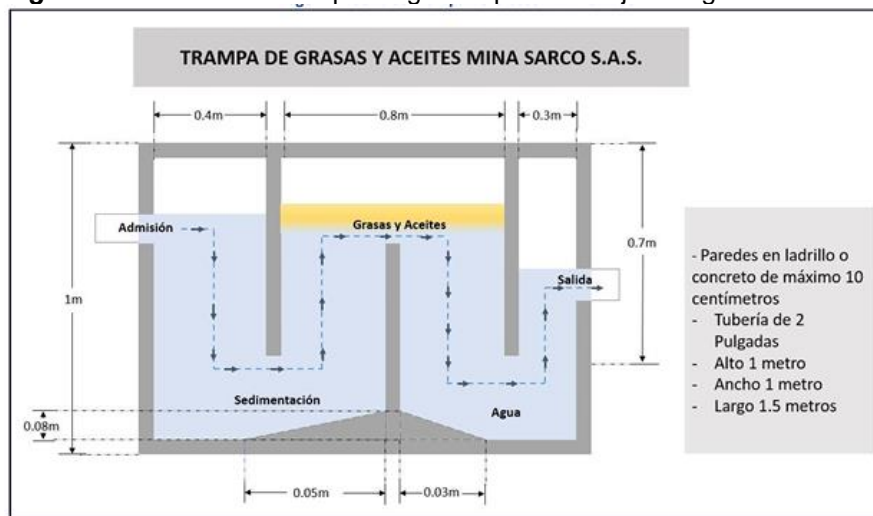 TRAMPA DE GRASAS Y ACEITES MINA SARCO S.A.S.
0.4m
0.8m
0.3m
Admisión
Grasas y Aceites
0.7m
Salida
1m
Sedimentación
Agua
0.08m
0.05m
0.03m
- Paredes en ladrillo o
concreto de máximo 10
centímetros
- Tubería de 2
Pulgadas
- Alto 1 metro
- Ancho 1 metro
- Largo 1.5 metros